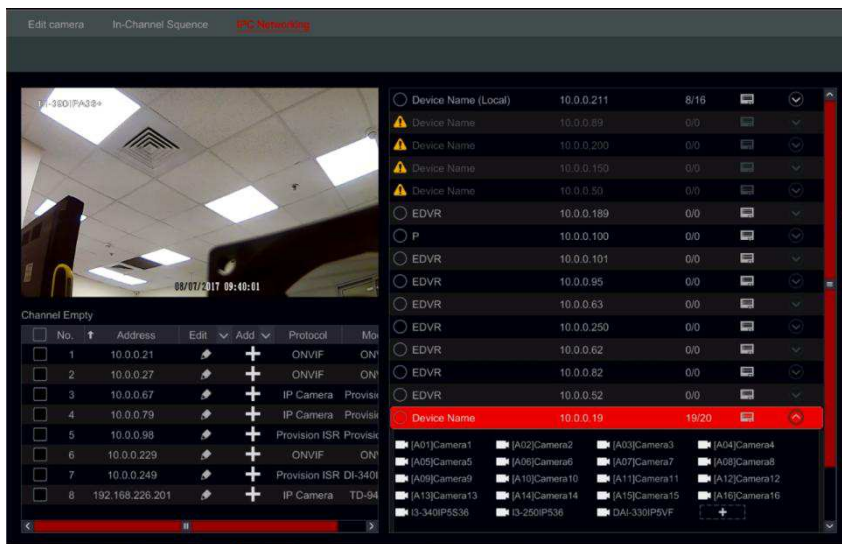 Edit camera In-Channel Squence IPC Networking
08/07/2017 09:40:01
Channel Empty
No. Address Edit Add Protocol
1 10.0.0.21 ONVIF
2 10.0.0.27 ONVIF
3 10.0.0.67 IP Camera
4 10.0.0.79 IP Camera
5 10.0.0.98 Provision ISR
6 10.0.0.229 ONVIF
7 10.0.0.249 Provision ISR DI-340I
8 192.168.226.201 IP Camera TD-94
Device Name (Local) 10.0.0.211 8/16
Device Name 10.0.0.89 0/0
Device Name 10.0.0.200 0/0
Device Name 10.0.0.150 0/0
Device Name 10.0.0.50 0/0
EDVR 10.0.0.189 0/0
P 10.0.0.100 0/0
EDVR 10.0.0.101 0/0
EDVR 10.0.0.95 0/0
EDVR 10.0.0.63 0/0
EDVR 10.0.0.250 0/0
EDVR 10.0.0.62 0/0
EDVR 10.0.0.82 0/0
EDVR 10.0.0.52 0/0
Device Name 10.0.0.19 19/20
[A01]Camera1 [A02]Camera2 [A03]Camera3 [A04]Camera4
[A05]Camera5 [A06]Camera6 [A07]Camera7 [A08]Camera8
[A09]Camera9 [A10]Camera10 [A11]Camera11 [A12]Camera12
[A13]Camera13 [A14]Camera14 [A15]Camera15 [A16]Camera16
I3-340IP5S36 I3-250IP536 DAI-330IP5VF